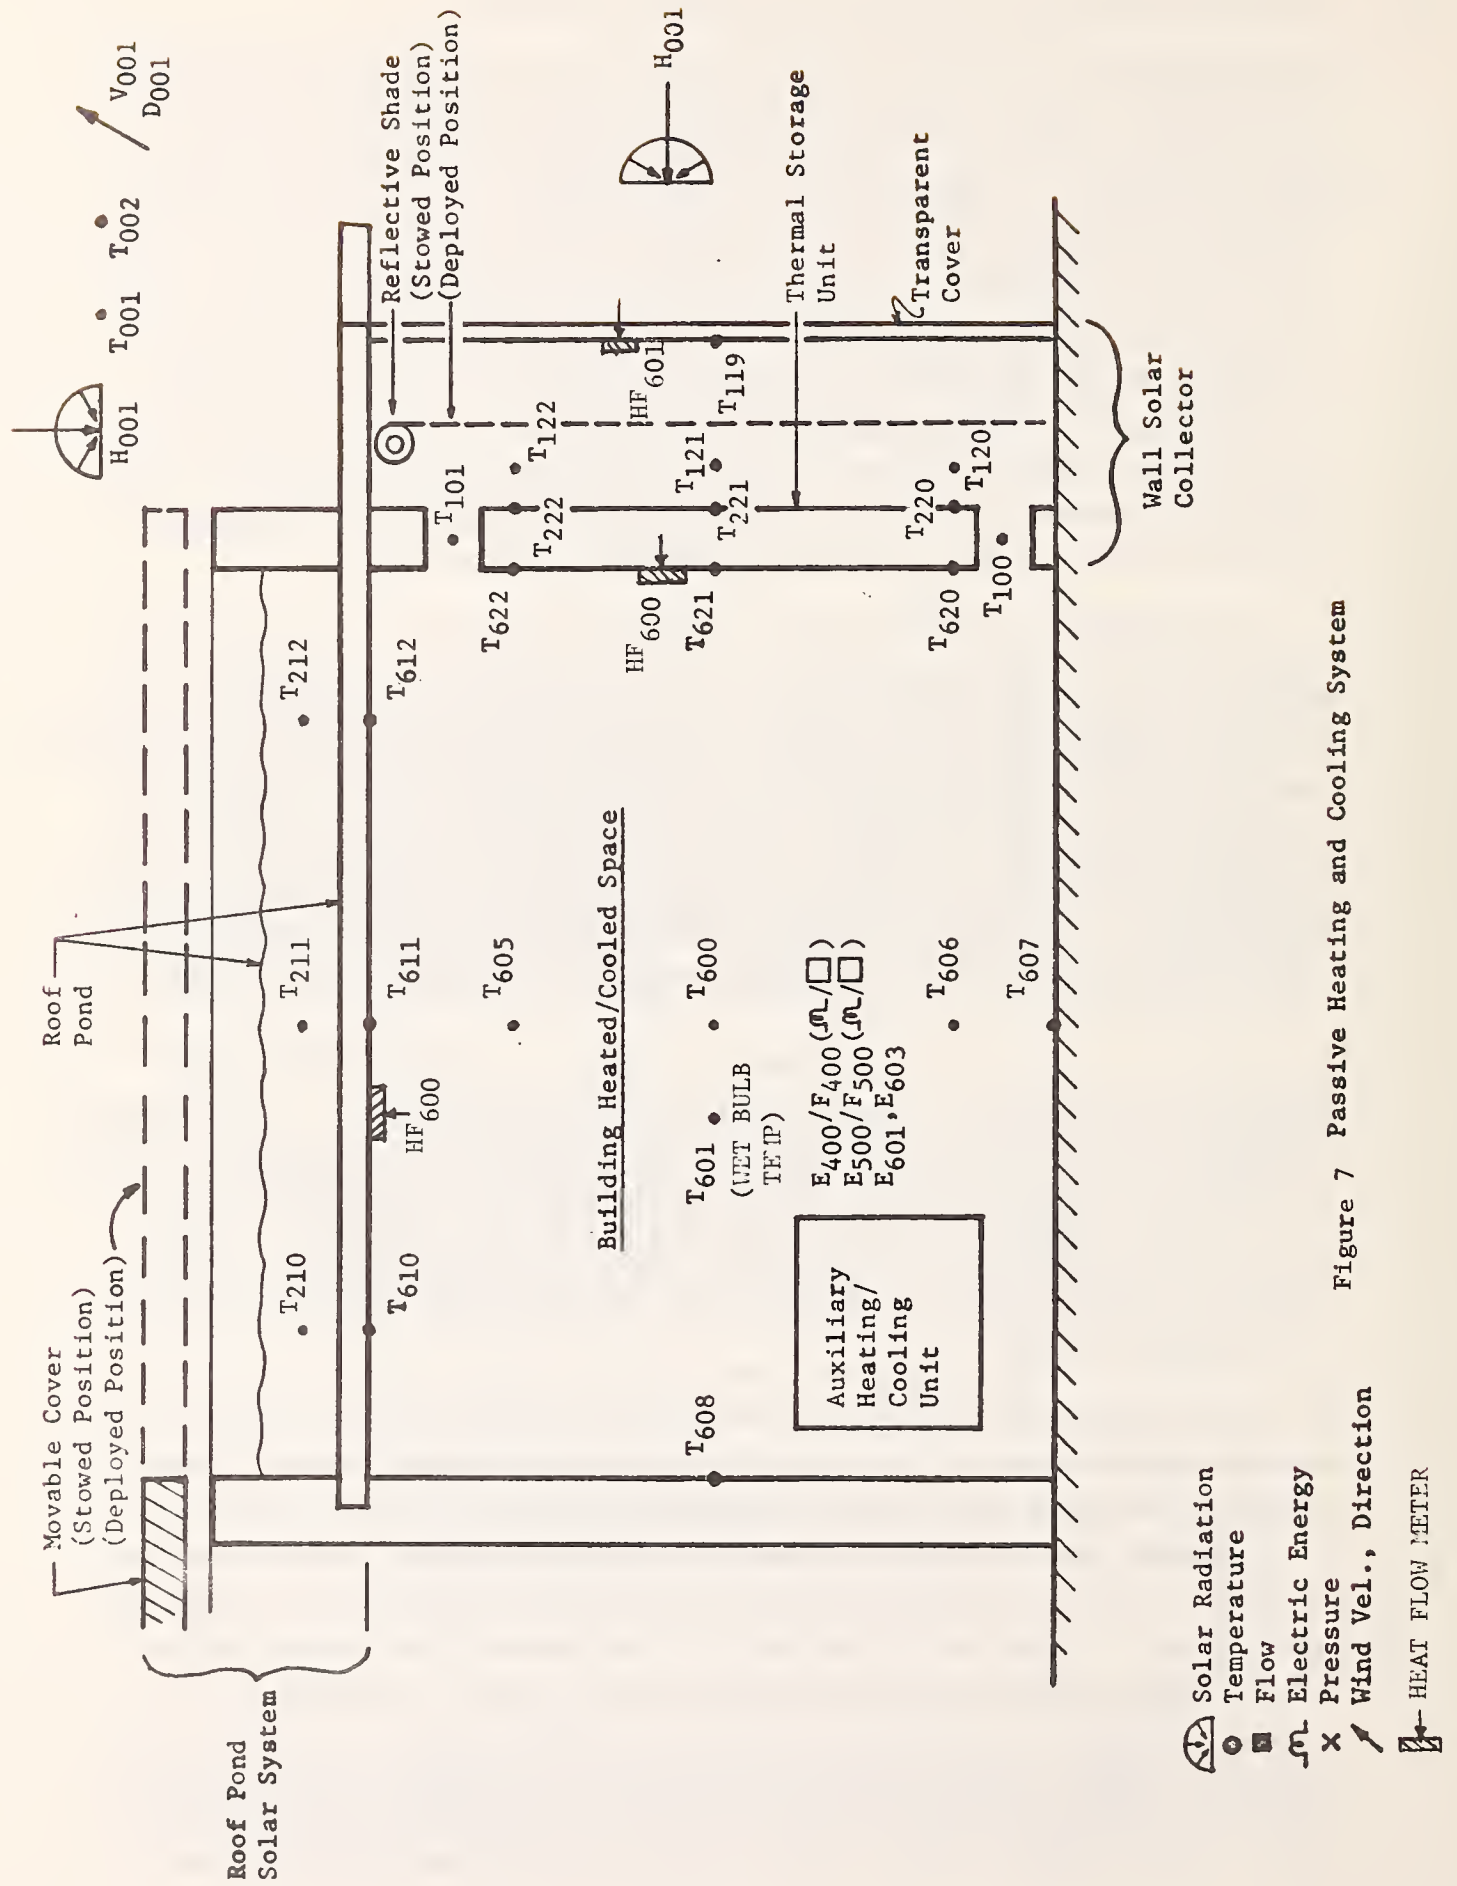 Movable Cover
(Stowed Position)
(Deployed Position)
Roof
Pond
H001
T001
T002
V001
D001
Reflective Shade
(Stowed Position)
(Deployed Position)
Roof Pond
Solar System
T210
T211
T212
T610
HF600
T611
T612
T101
T122
T605
T622
T222
Building Heated/Cooled Space
HF600
HF601
H001
T608
T601
(WET BULB
TEMP)
T600
T621
T221
T121
T119
Thermal Storage
Unit
Auxiliary
Heating/
Cooling
Unit
E400/F400(ᘻ/□)
E500/F500(ᘻ/□)
E601,E603
T606
T607
T620
T220
T120
T100
Transparent
Cover
Wall Solar
Collector
Solar Radiation
Temperature
Flow
Electric Energy
X Pressure
Wind Vel., Direction
HEAT FLOW METER
Figure 7 Passive Heating and Cooling System